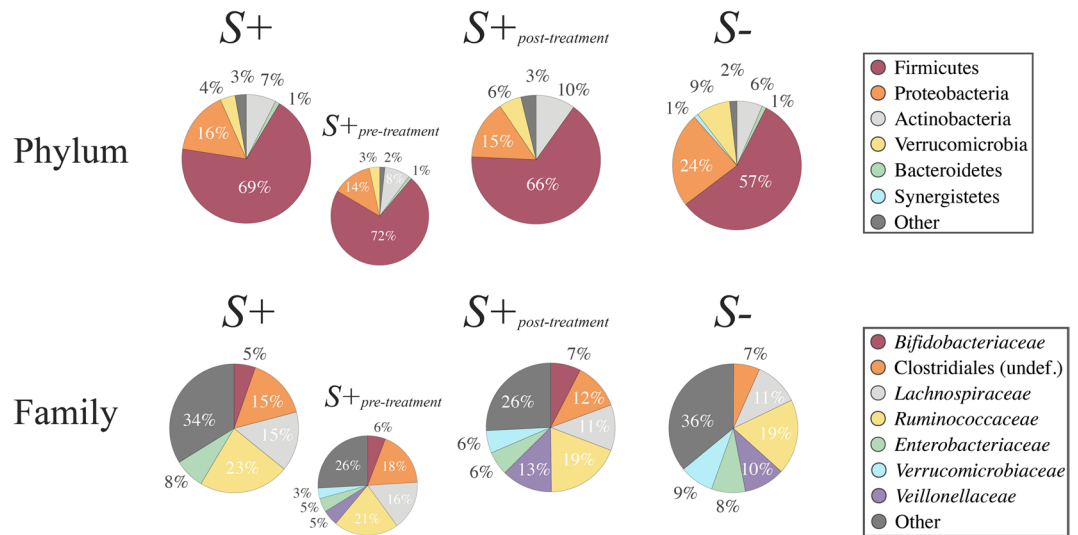 S+
S+ post-treatment
S-
3%
7%
4%
1%
16%
69%
S+ pre-treatment
3%
2%
8%
1%
14%
72%
3%
6%
10%
15%
66%
2%
9%
6%
1%
1%
24%
57%
Phylum
Firmicutes
Proteobacteria
Actinobacteria
Verrucomicrobia
Bacteroidetes
Synergistetes
Other
S+
S+ post-treatment
S-
5%
15%
34%
15%
23%
8%
S+ pre-treatment
6%
26%
18%
16%
3%
5%
5%
21%
7%
26%
12%
11%
6%
6%
13%
19%
7%
11%
36%
19%
10%
9%
8%
Family
Bifidobacteriaceae
Clostridiales (undef.)
Lachnospiraceae
Ruminococcaceae
Enterobacteriaceae
Verrucomicrobiaceae
Veillonellaceae
Other